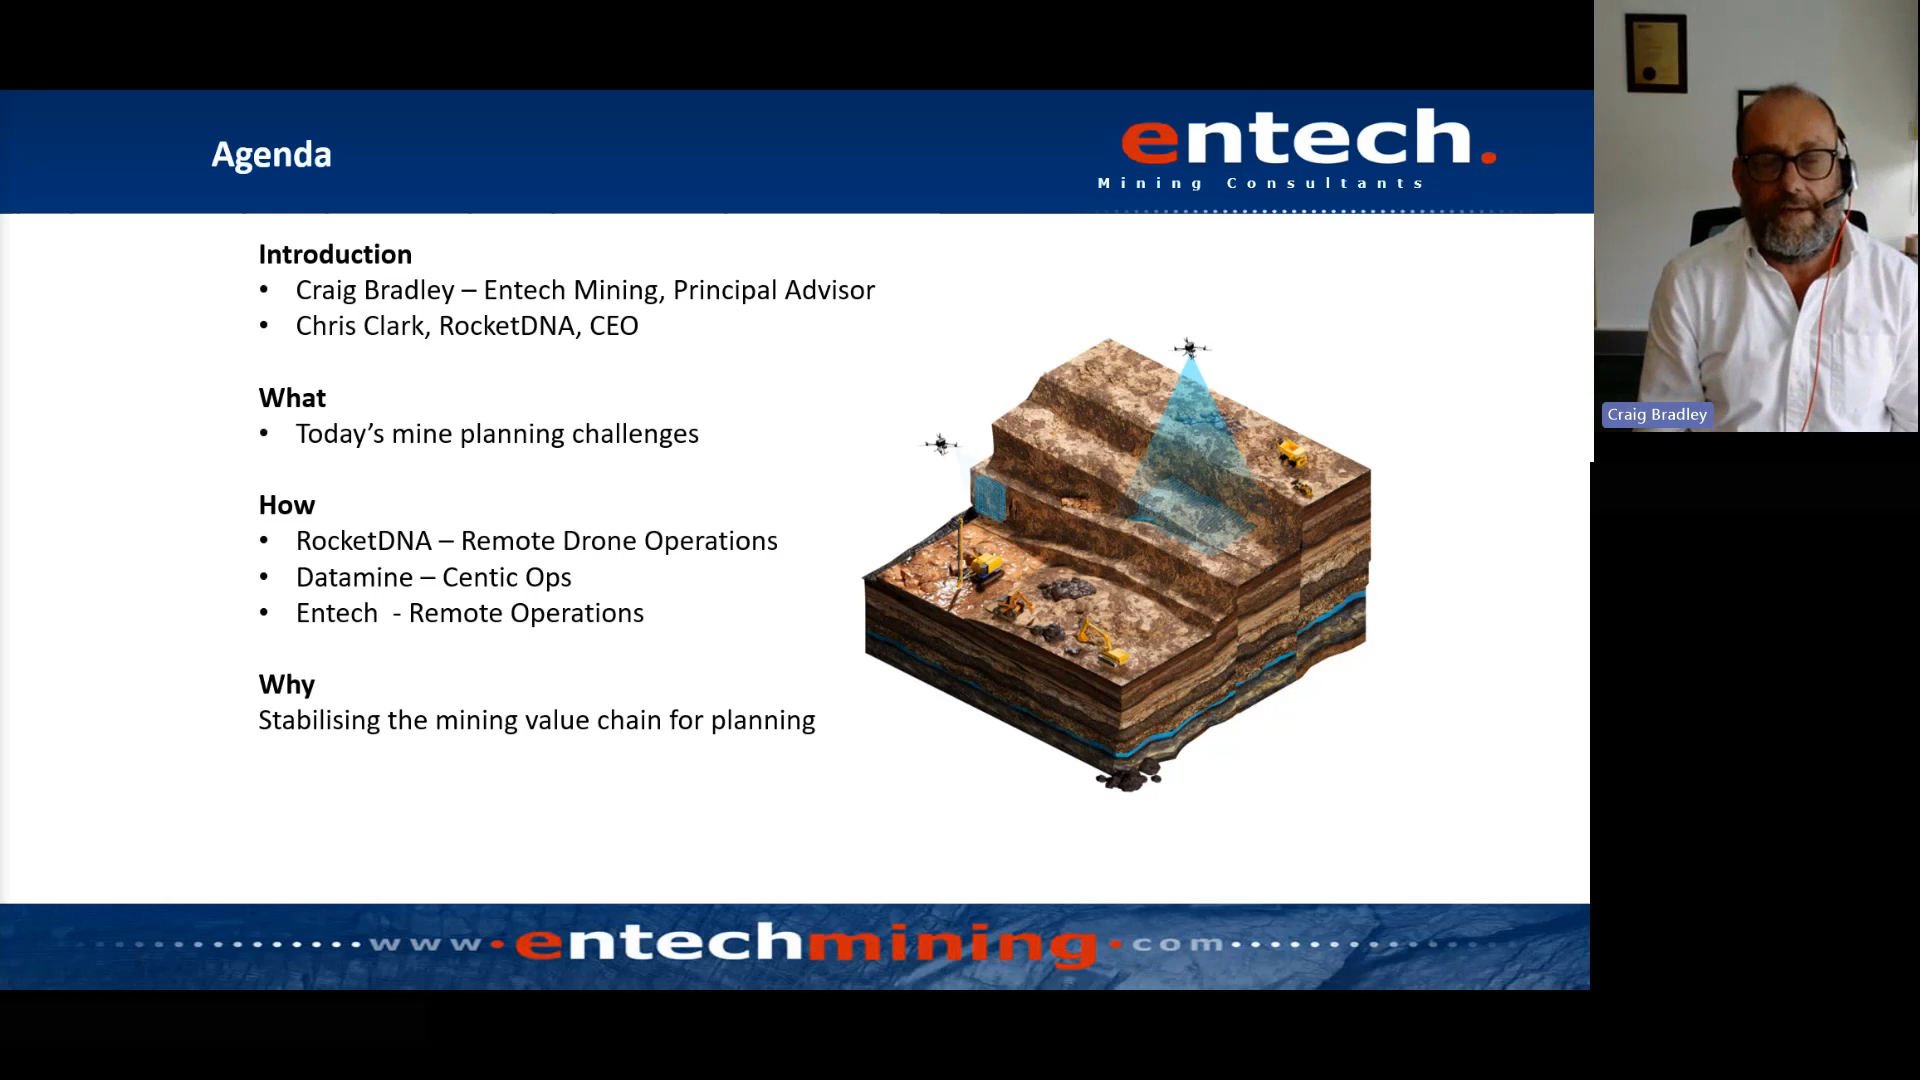 Agenda
entech.
Mining Consultants
Introduction
• Craig Bradley – Entech Mining, Principal Advisor
• Chris Clark, RocketDNA, CEO
What
• Today’s mine planning challenges
How
• RocketDNA – Remote Drone Operations
• Datamine – Centic Ops
• Entech - Remote Operations
Why
Stabilising the mining value chain for planning
www.entechmining.com
Craig Bradley